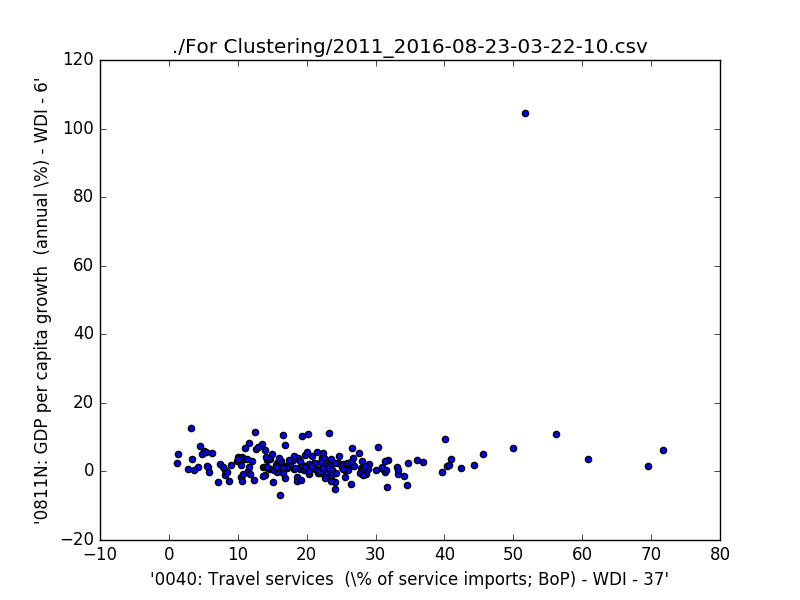 ./For Clustering/2011_2016-08-23-03-22-10.csv
120
100
80
60
40
20
0
−20
−10 0 10 20 30 40 50 60 70 80
'0811N: GDP per capita growth  (annual \%) - WDI - 6'
'0040: Travel services  (\% of service imports; BoP) - WDI - 37'